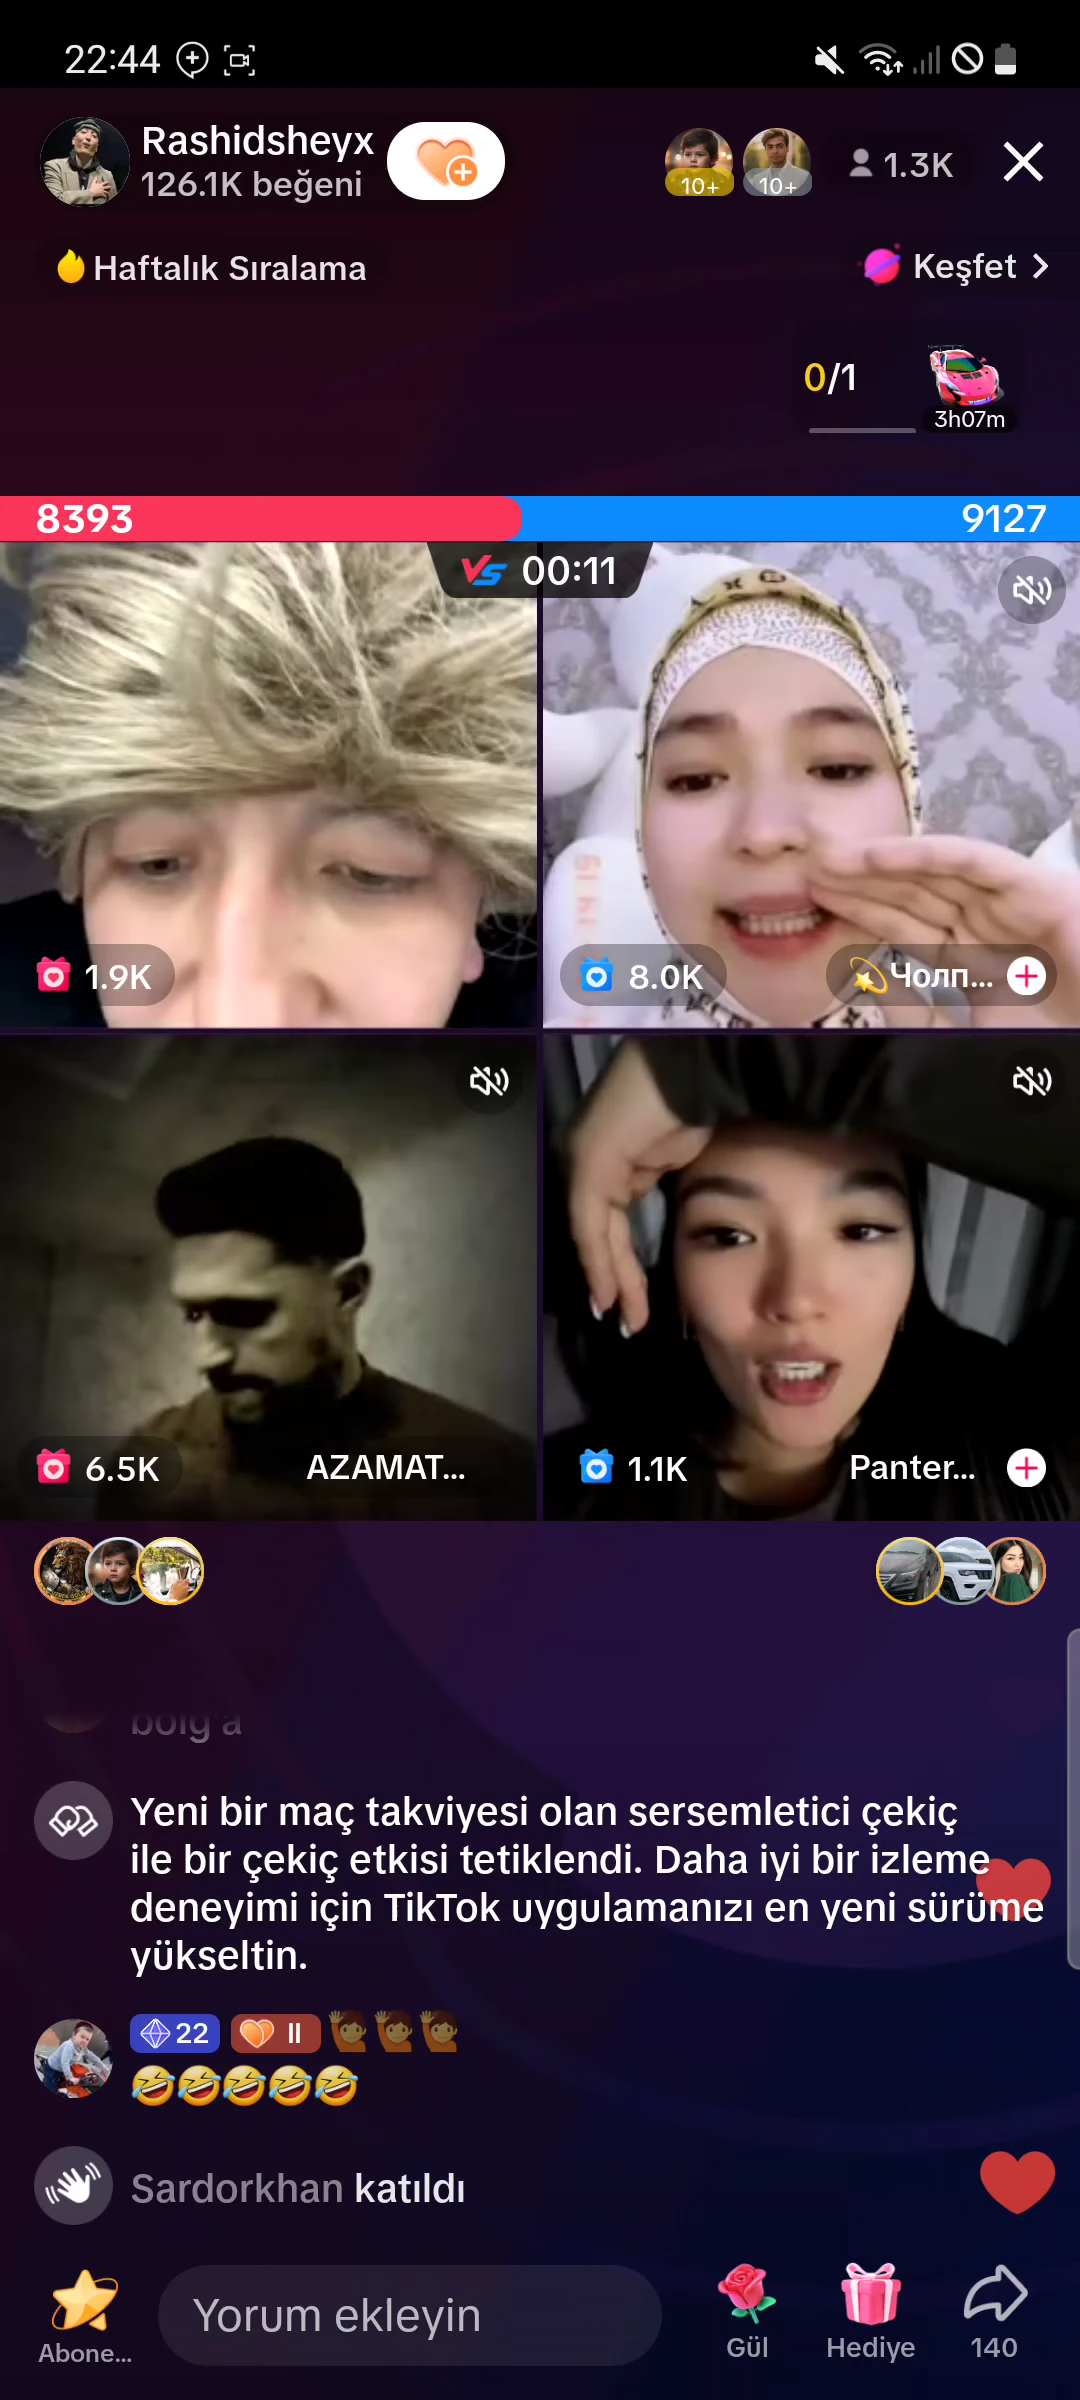 22:44
Rashidsheyx
126.1K beğeni
10+
10+
1.3K
Haftalık Sıralama
Keşfet
0/1
3h07m
8393
9127
VS 00:11
1.9K
8.0K
Чолп...
6.5K
AZAMAT...
1.1K
Panter...
bolg'a
Yeni bir maç takviyesi olan sersemletici çekiç
ile bir çekiç etkisi tetiklendi. Daha iyi bir izleme
deneyimi için TikTok uygulamanızı en yeni sürüme
yükseltin.
22
II
Sardorkhan katıldı
Abone...
Yorum ekleyin
Gül
Hediye
140